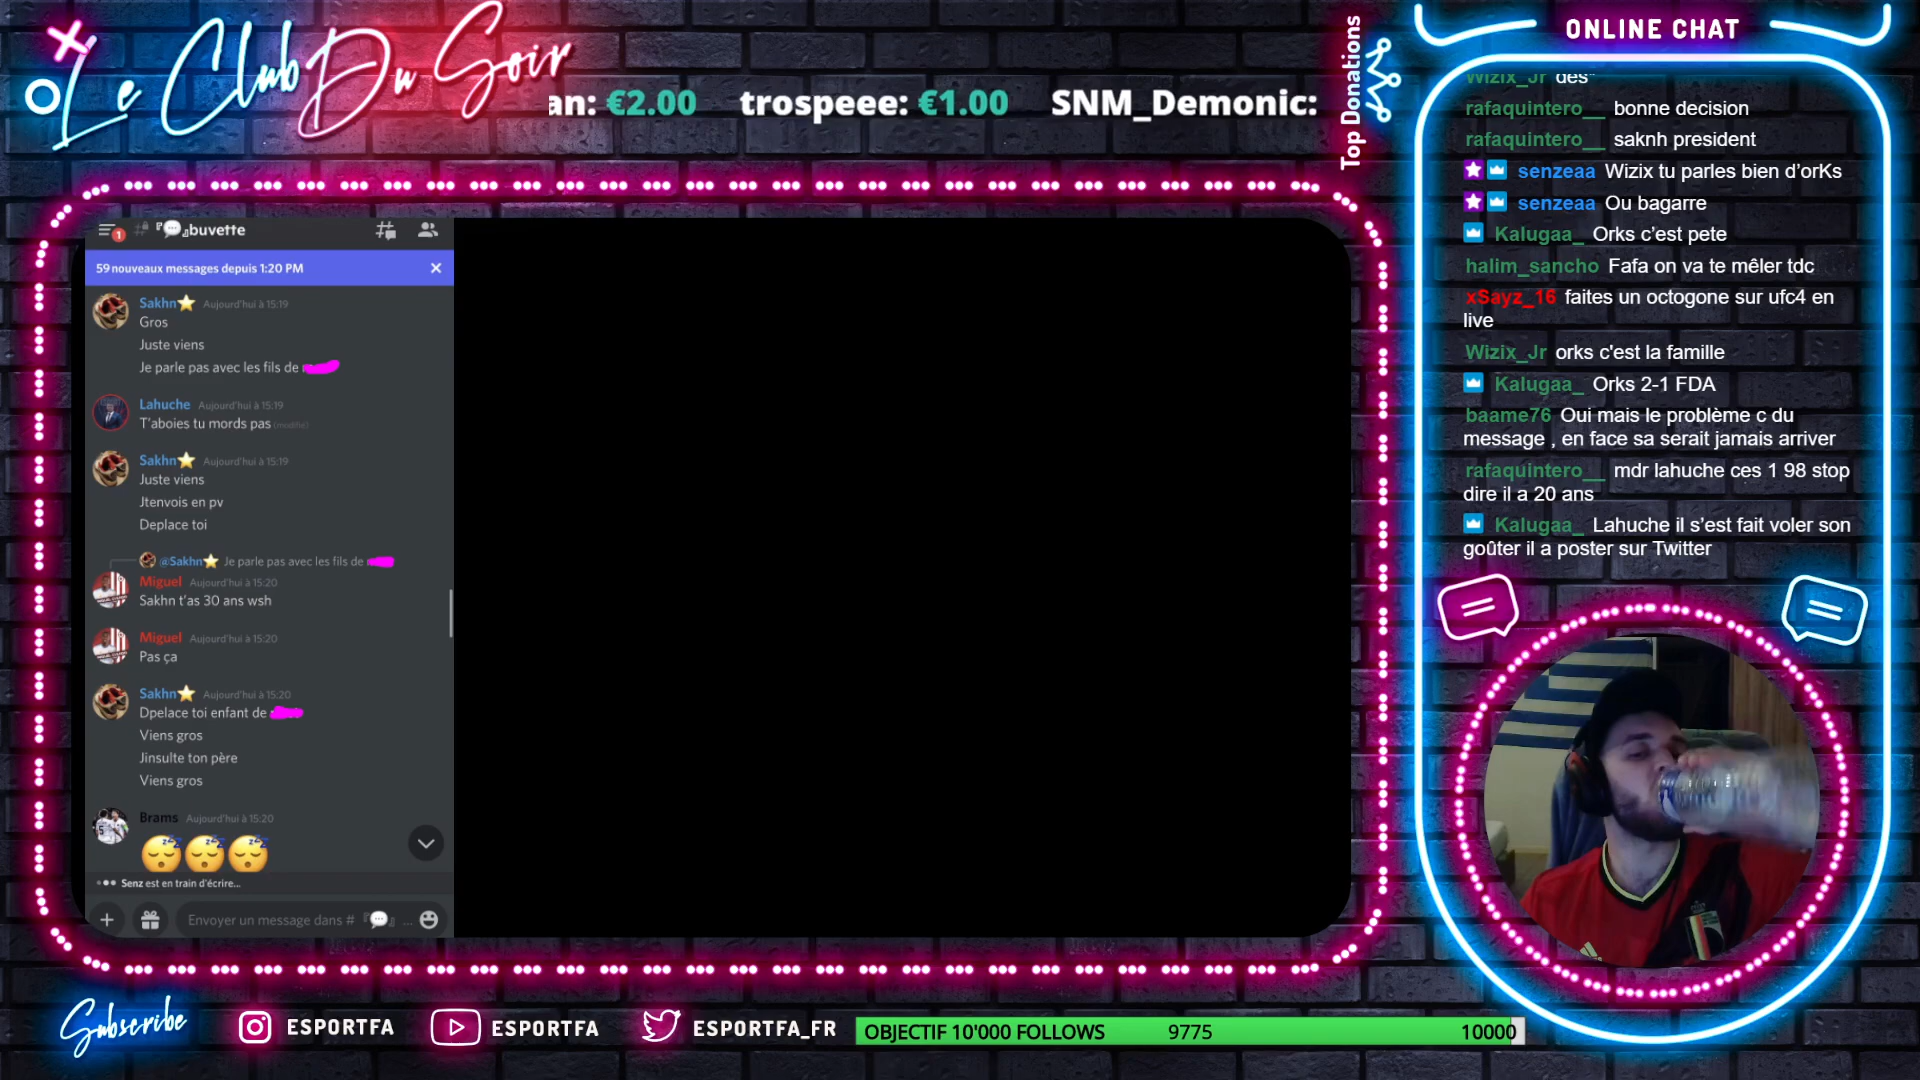 Le Club Du Soir
an: €2.00 trospeee: €1.00 SNM_Demonic:
Top Donations
buvette
1
59 nouveaux messages depuis 1:20 PM
Sakhn Aujourd'hui à 15:19
Gros
Juste viens
Je parle pas avec les fils de
Lahuche Aujourd'hui à 15:19
T'aboies tu mords pas (modifié)
Sakhn Aujourd'hui à 15:19
Juste viens
Jtenvois en pv
Deplace toi
@Sakhn Je parle pas avec les fils de
Miguel Aujourd'hui à 15:20
Sakhn t'as 30 ans wsh
Miguel Aujourd'hui à 15:20
Pas ça
Sakhn Aujourd'hui à 15:20
Dpelace toi enfant de
Viens gros
Jinsulte ton père
Viens gros
Brams Aujourd'hui à 15:20
Senz est en train d'écrire...
Envoyer un message dans # ...
ONLINE CHAT
Wizix_Jr des*
rafaquintero__ bonne decision
rafaquintero__ saknh president
senzeaa Wizix tu parles bien d’orKs
senzeaa Ou bagarre
Kalugaa_ Orks c’est pete
halim_sancho Fafa on va te mêler tdc
xSayz_16 faites un octogone sur ufc4 en
live
Wizix_Jr orks c'est la famille
Kalugaa_ Orks 2-1 FDA
baame76 Oui mais le problème c du
message , en face sa serait jamais arriver
rafaquintero__ mdr lahuche ces 1 98 stop
dire il a 20 ans
Kalugaa_ Lahuche il s’est fait voler son
goûter il a poster sur Twitter
Subscribe
ESPORTFA
ESPORTFA
ESPORTFA_FR
OBJECTIF 10'000 FOLLOWS 9775 10000